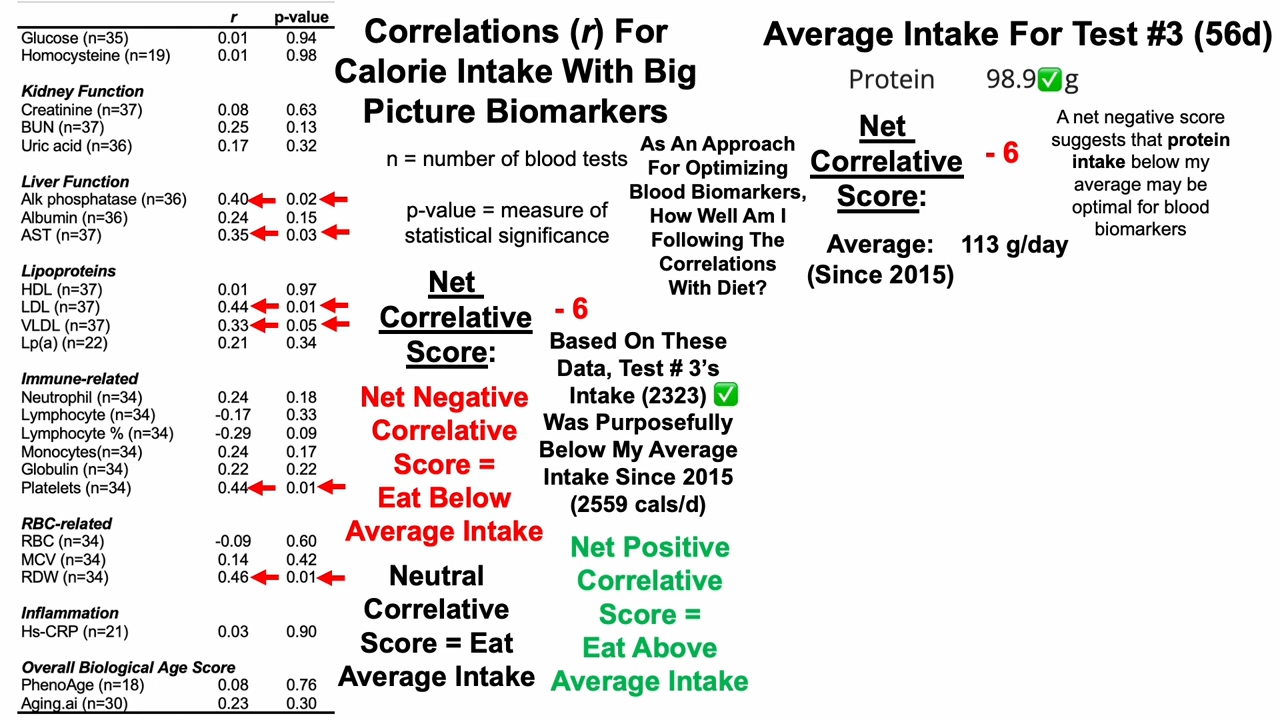 r p-value
Glucose (n=35) 0.01 0.94
Homocysteine (n=19) 0.01 0.98
Kidney Function
Creatinine (n=37) 0.08 0.63
BUN (n=37) 0.25 0.13
Uric acid (n=36) 0.17 0.32
Liver Function
Alk phosphatase (n=36) 0.40 0.02
Albumin (n=36) 0.24 0.15
AST (n=37) 0.35 0.03
Lipoproteins
HDL (n=37) 0.01 0.97
LDL (n=37) 0.44 0.01
VLDL (n=37) 0.33 0.05
Lp(a) (n=22) 0.21 0.34
Immune-related
Neutrophil (n=34) 0.24 0.18
Lymphocyte (n=34) -0.17 0.33
Lymphocyte % (n=34) -0.29 0.09
Monocytes(n=34) 0.24 0.17
Globulin (n=34) 0.22 0.22
Platelets (n=34) 0.44 0.01
RBC-related
RBC (n=34) -0.09 0.60
MCV (n=34) 0.14 0.42
RDW (n=34) 0.46 0.01
Inflammation
Hs-CRP (n=21) 0.03 0.90
Overall Biological Age Score
PhenoAge (n=18) 0.08 0.76
Aging.ai (n=30) 0.23 0.30
Correlations (r) For
Calorie Intake With Big
Picture Biomarkers
n = number of blood tests
p-value = measure of
statistical significance
Net
Correlative
Score:
- 6
Net Negative
Correlative
Score =
Eat Below
Average Intake
Neutral
Correlative
Score = Eat
Average Intake
As An Approach
For Optimizing
Blood Biomarkers,
How Well Am I
Following The
Correlations
With Diet?
Based On These
Data, Test # 3's
Intake (2323) ✅
Was Purposefully
Below My Average
Intake Since 2015
(2559 cals/d)
Net Positive
Correlative
Score =
Eat Above
Average Intake
Average Intake For Test #3 (56d)
Protein 98.9✅g
Net
Correlative
Score:
- 6
Average: 113 g/day
(Since 2015)
A net negative score
suggests that protein
intake below my
average may be
optimal for blood
biomarkers